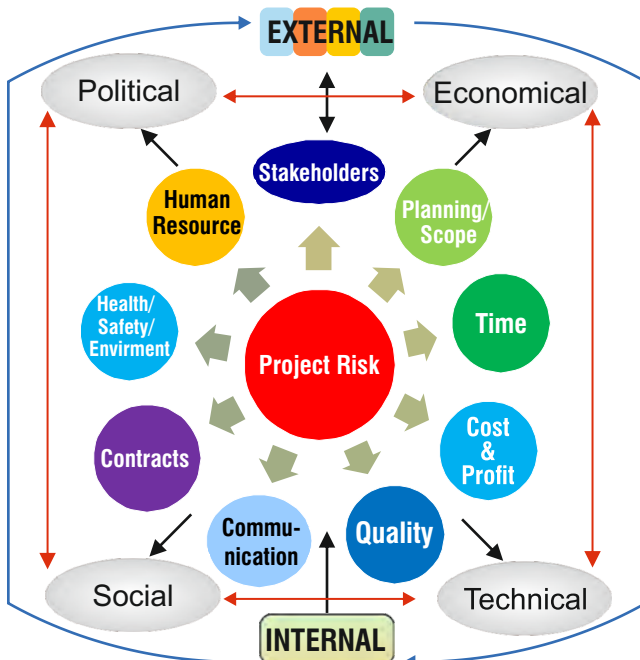 EXTERNAL
Political
Economical
Stakeholders
Human
Resource
Planning/
Scope
Health/
Safety/
Envirment
Time
Project Risk
Contracts
Cost
&
Profit
Commu-
nication
Quality
Social
Technical
INTERNAL